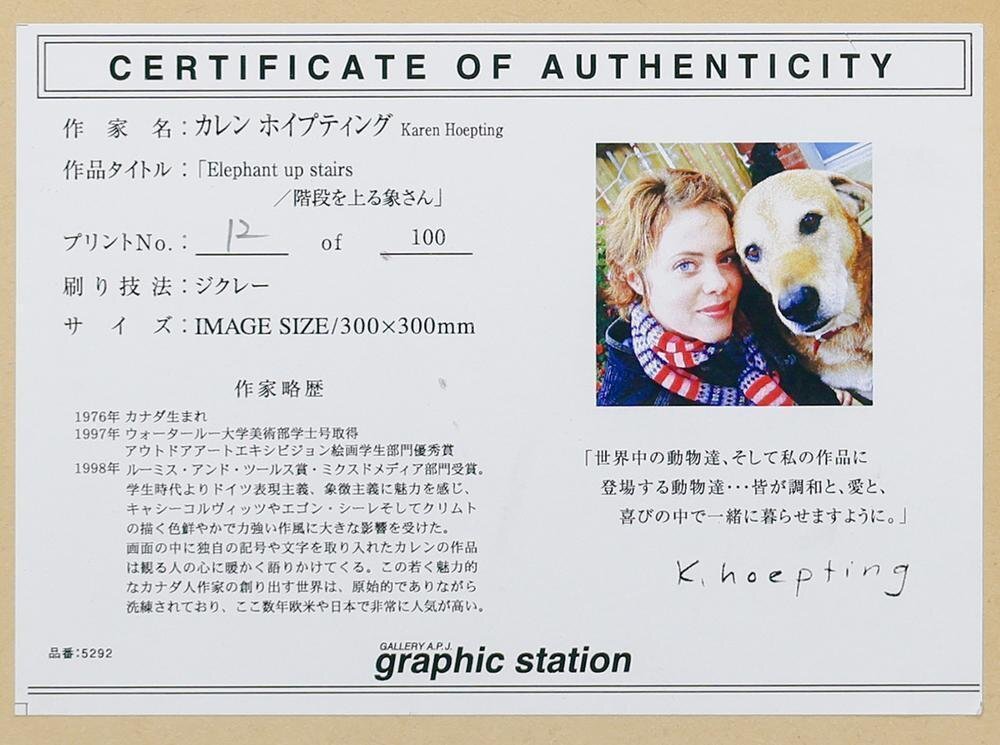 CERTIFICATE OF AUTHENTICITY
作家名:カレン ホイプティング Karen Hoepting
作品タイトル:「Elephant up stairs
／階段を上る象さん」
プリントNo.: 12 of 100
刷り技法:ジクレー
サイズ:IMAGE SIZE/300×300mm
作家略歴
1976年 カナダ生まれ
1997年 ウォータールー大学美術部学士号取得
アウトドアアートエキシビジョン絵画学生部門優秀賞
1998年 ルーミス・アンド・ツールス賞・ミクスドメディア部門受賞。
学生時代よりドイツ表現主義、象徴主義に魅力を感じ、
キャシーコルヴィッツやエゴン・シーレそしてクリムト
の描く色鮮やかで力強い作風に大きな影響を受けた。
画面の中に独自の記号や文字を取り入れたカレンの作品
は観る人の心に暖かく語りかけてくる。この若く魅力的
なカナダ人作家の創り出す世界は、原始的でありながら
洗練されており、ここ数年欧米や日本で非常に人気が高い。
「世界中の動物達、そして私の作品に
登場する動物達･･･皆が調和と、愛と、
喜びの中で一緒に暮らせますように。」
K. hoepting
品番:5292
GALLERY A.P.J.
graphic station